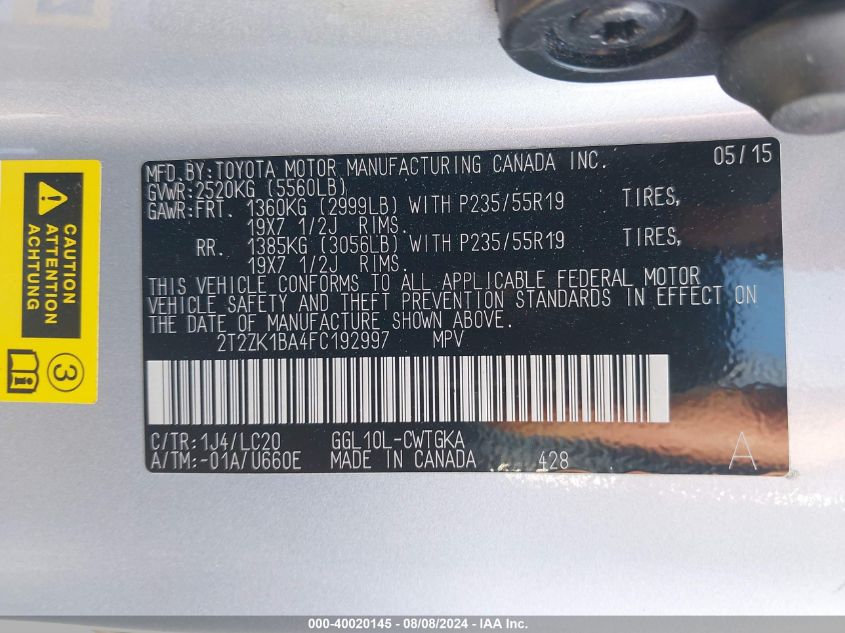 MFD. BY:TOYOTA MOTOR MANUFACTURING CANADA INC. 05/15
GVWR:2520KG (5560LB)
GAWR:FRT. 1360KG (2999LB) WITH P235/55R19 TIRES,
19X7 1/2J RIMS.
RR. 1385KG (3056LB) WITH P235/55R19 TIRES,
19X7 1/2J RIMS.
THIS VEHICLE CONFORMS TO ALL APPLICABLE FEDERAL MOTOR
VEHICLE SAFETY AND THEFT PREVENTION STANDARDS IN EFFECT ON
THE DATE OF MANUFACTURE SHOWN ABOVE.
2T2ZK1BA4FC192997 MPV
C/TR:1J4/LC20 GGL10L-CWTGKA
A/TM:-01A/U660E MADE IN CANADA 428 A
CAUTION
ATTENTION
ACHTUNG
3
000-40020145 - 08/08/2024 - IAA Inc.